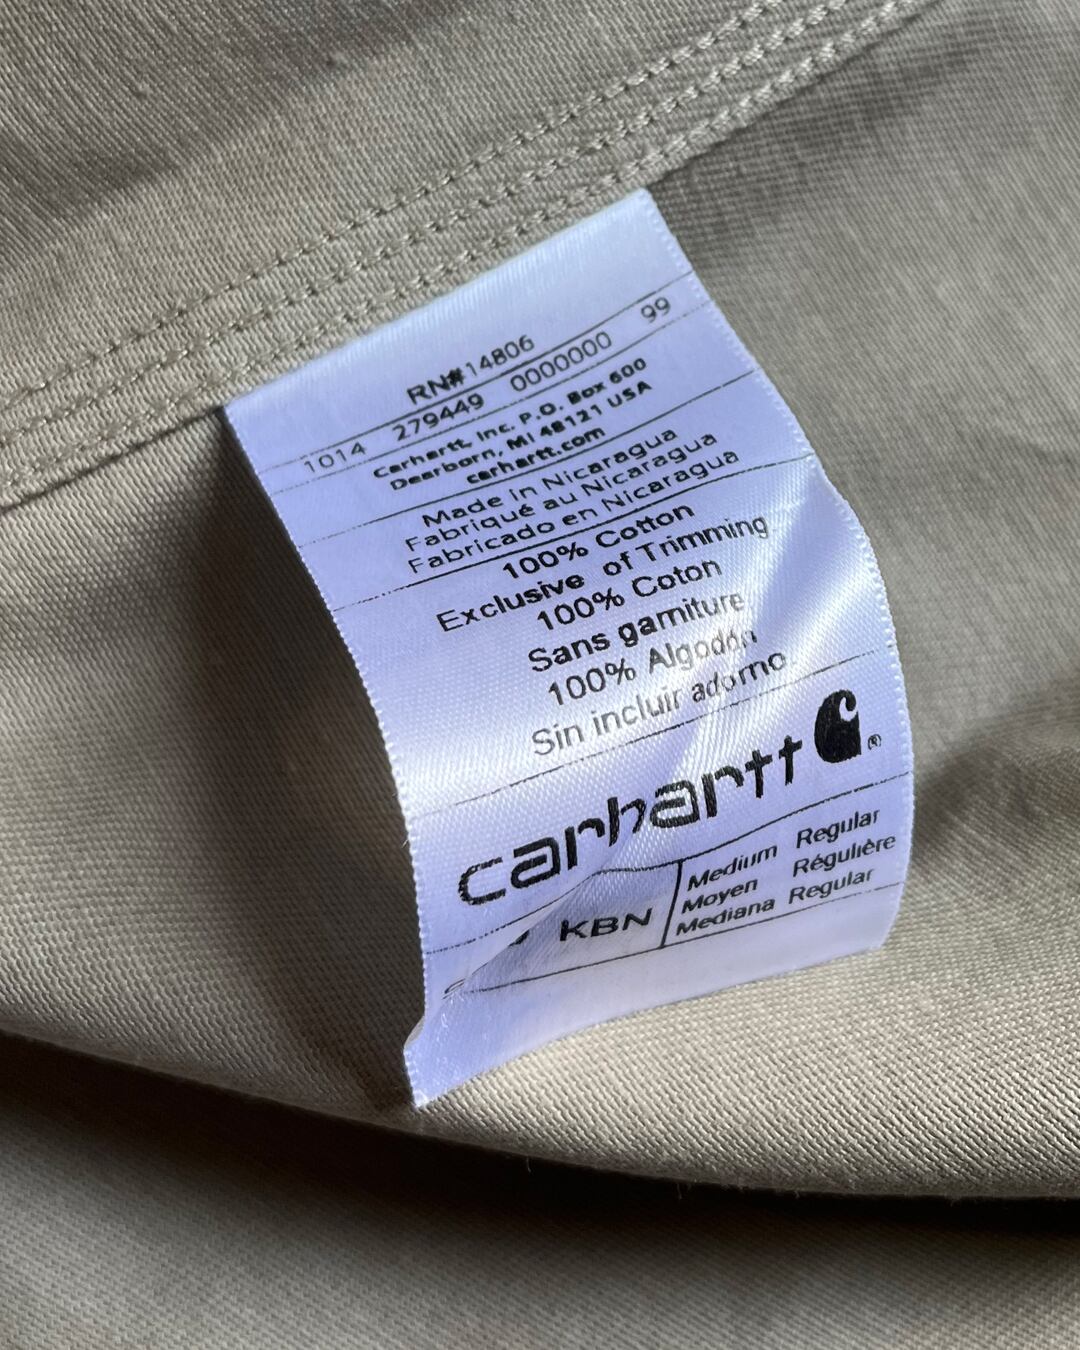 RN#14806
1014 279449 0000000 99
Carhartt, Inc. P.O. Box 600
Dearborn, MI 48121 USA
carhartt.com
Made in Nicaragua
Fabriqué au Nicaragua
Fabricado en Nicaragua
100% Cotton
Exclusive of Trimming
100% Coton
Sans garniture
100% Algodón
Sin incluir adorno
carhartt ®
KBN
Medium Regular
Moyen Régulière
Mediana Regular